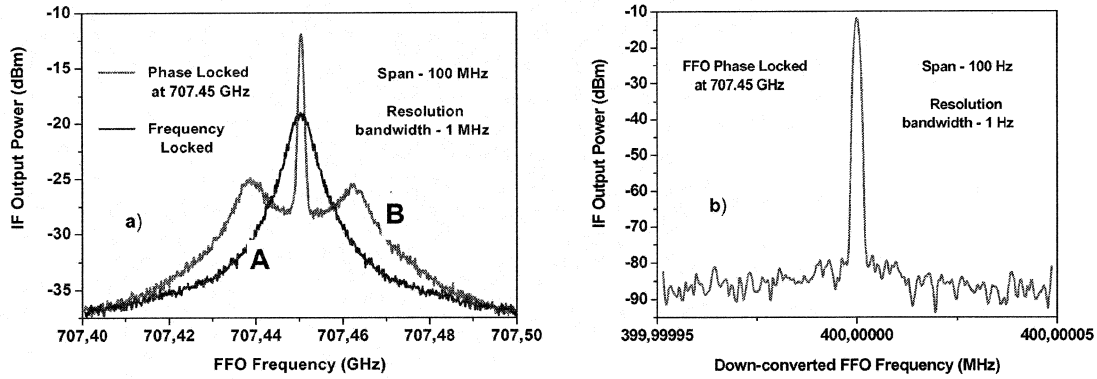 -10
-15
-20
-25
-30
-35
IF Output Power (dBm)
Phase Locked
at 707.45 GHz
Frequency
Locked
Span - 100 MHz
Resolution
bandwidth - 1 MHz
a)
A
B
707,40
707,42
707,44
707,46
707,48
707,50
FFO Frequency (GHz)
-10
-20
-30
-40
-50
-60
-70
-80
-90
IF Output Power (dBm)
FFO Phase Locked
at 707.45 GHz
Span - 100 Hz
Resolution
bandwidth - 1 Hz
b)
399,99995
400,00000
400,00005
Down-converted FFO Frequency (MHz)